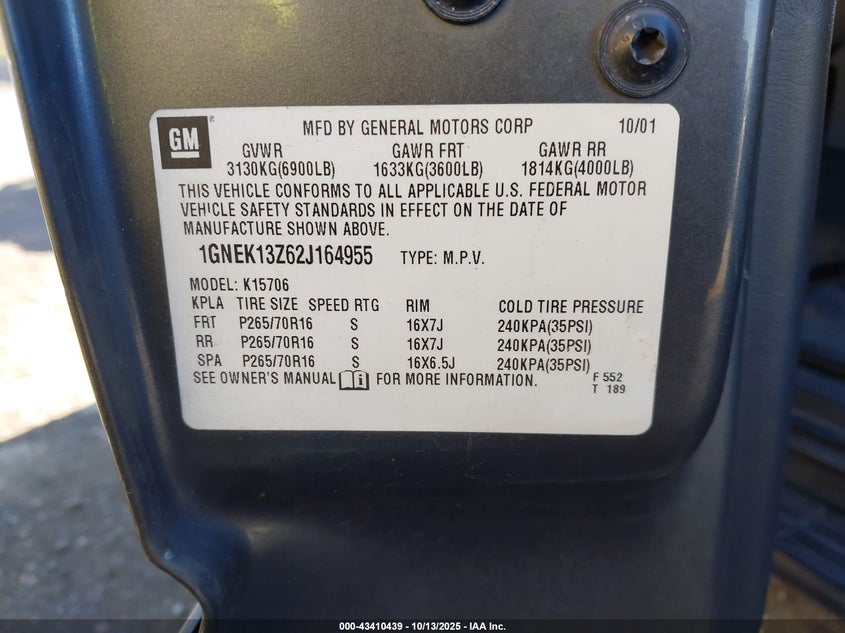 GM MFD BY GENERAL MOTORS CORP 10/01
GVWR GAWR FRT GAWR RR
3130KG(6900LB) 1633KG(3600LB) 1814KG(4000LB)
THIS VEHICLE CONFORMS TO ALL APPLICABLE U.S. FEDERAL MOTOR
VEHICLE SAFETY STANDARDS IN EFFECT ON THE DATE OF
MANUFACTURE SHOWN ABOVE.
1GNEK13Z62J164955 TYPE: M.P.V.
MODEL: K15706
KPLA TIRE SIZE SPEED RTG RIM COLD TIRE PRESSURE
FRT P265/70R16 S 16X7J 240KPA(35PSI)
RR P265/70R16 S 16X7J 240KPA(35PSI)
SPA P265/70R16 S 16X6.5J 240KPA(35PSI)
SEE OWNER'S MANUAL FOR MORE INFORMATION. F 552
T 189
000-43410439 - 10/13/2025 - IAA Inc.